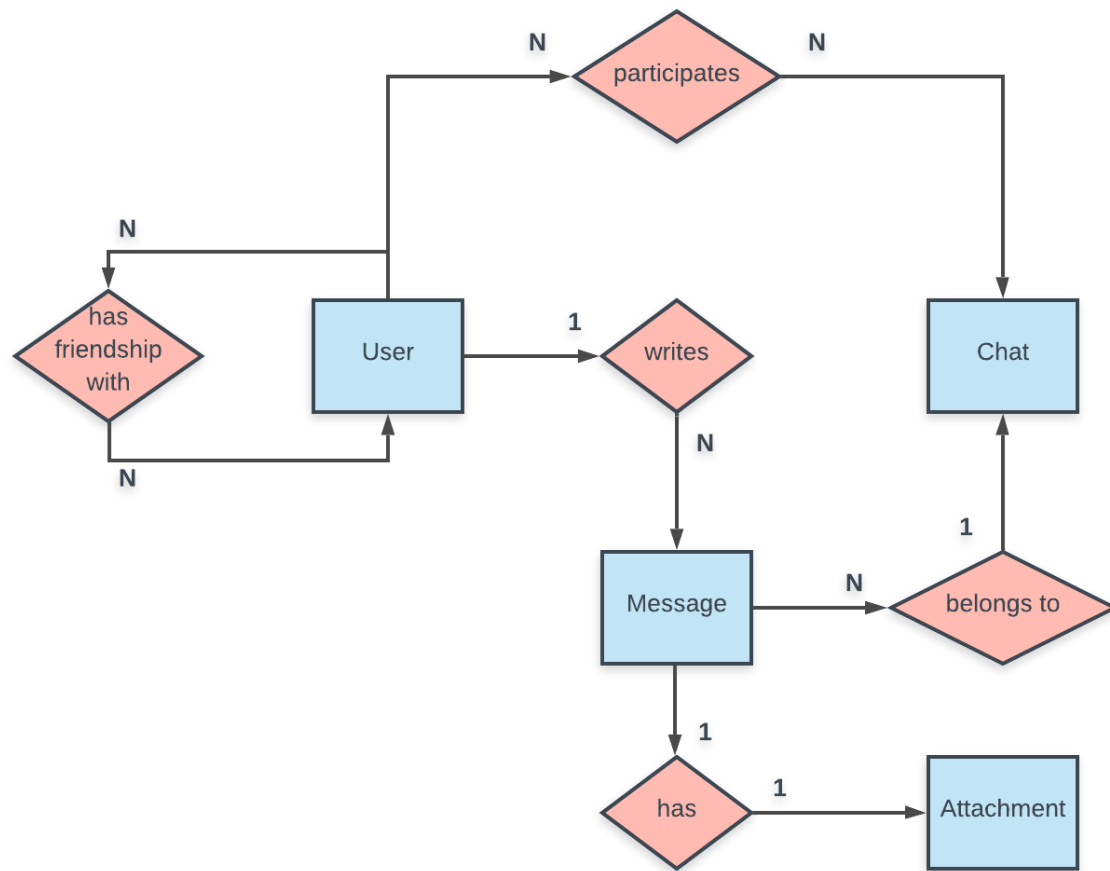 N
N
participates
N
has
friendship
with
User
1
writes
Chat
N
N
1
Message
N
belongs to
1
has
1
Attachment